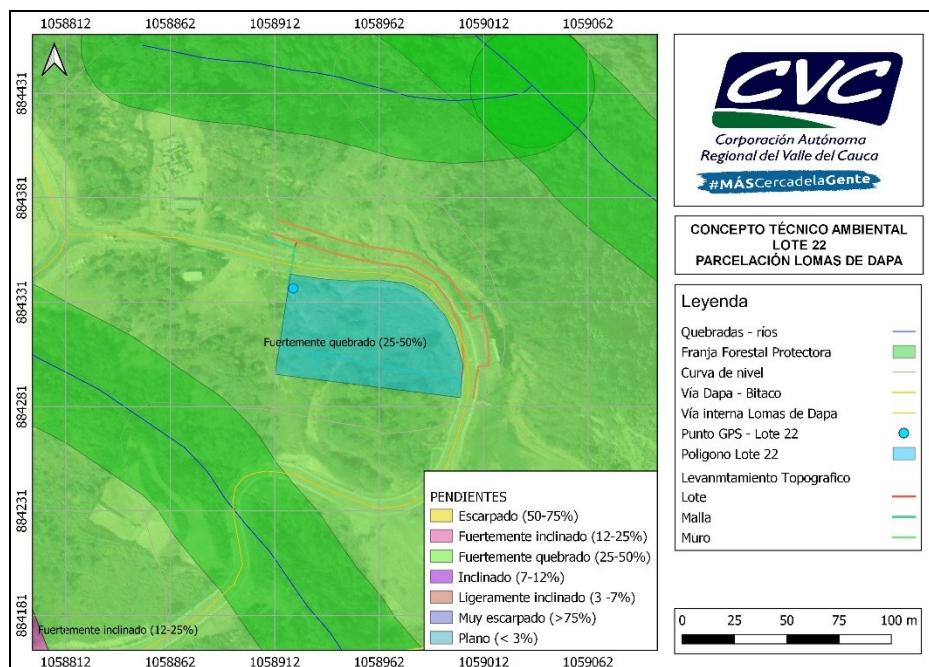 1058812 1058862 1058912 1058962 1059012 1059062
884431
884381
884331
884281
884231
884181
Fuertemente quebrado (25-50%)
Fuertemente inclinado (12-25%)
PENDIENTES
Escarpado (50-75%)
Fuertemente inclinado (12-25%)
Fuertemente quebrado (25-50%)
Inclinado (7-12%)
Ligeramente inclinado (3 -7%)
Muy escarpado (>75%)
Plano (< 3%)
1058812 1058862 1058912 1058962 1059012 1059062
CVC
Corporación Autónoma
Regional del Valle del Cauca
#MÁSCercadelaGente
CONCEPTO TÉCNICO AMBIENTAL
LOTE 22
PARCELACIÓN LOMAS DE DAPA
Leyenda
Quebradas - ríos
Franja Forestal Protectora
Curva de nivel
Vía Dapa - Bitaco
Vía interna Lomas de Dapa
Punto GPS - Lote 22
Poligono Lote 22
Levanmtamiento Topografico
Lote
Malla
Muro
0 25 50 75 100 m